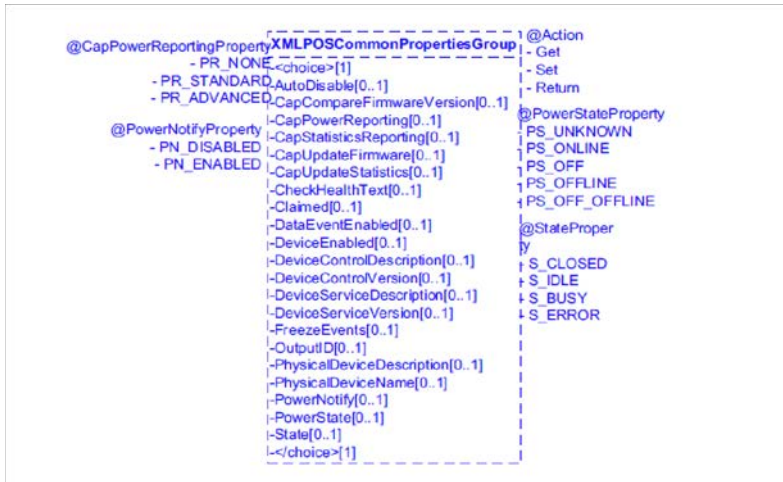 @CapPowerReportingProperty
- PR_NONE
- PR_STANDARD
- PR_ADVANCED
@PowerNotifyProperty
- PN_DISABLED
- PN_ENABLED
XMLPOSCommonPropertiesGroup
-<choice>[1]
-AutoDisable[0..1]
-CapCompareFirmwareVersion[0..1]
-CapPowerReporting[0..1]
-CapStatisticsReporting[0..1]
-CapUpdateFirmware[0..1]
-CapUpdateStatistics[0..1]
-CheckHealthText[0..1]
-Claimed[0..1]
-DataEventEnabled[0..1]
-DeviceEnabled[0..1]
-DeviceControlDescription[0..1]
-DeviceControlVersion[0..1]
-DeviceServiceDescription[0..1]
-DeviceServiceVersion[0..1]
-FreezeEvents[0..1]
-OutputID[0..1]
-PhysicalDeviceDescription[0..1]
-PhysicalDeviceName[0..1]
-PowerNotify[0..1]
-PowerState[0..1]
-State[0..1]
-</choice>[1]
@Action
- Get
- Set
- Return
@PowerStateProperty
- PS_UNKNOWN
- PS_ONLINE
- PS_OFF
- PS_OFFLINE
- PS_OFF_OFFLINE
@StateProper
ty
- S_CLOSED
- S_IDLE
- S_BUSY
- S_ERROR